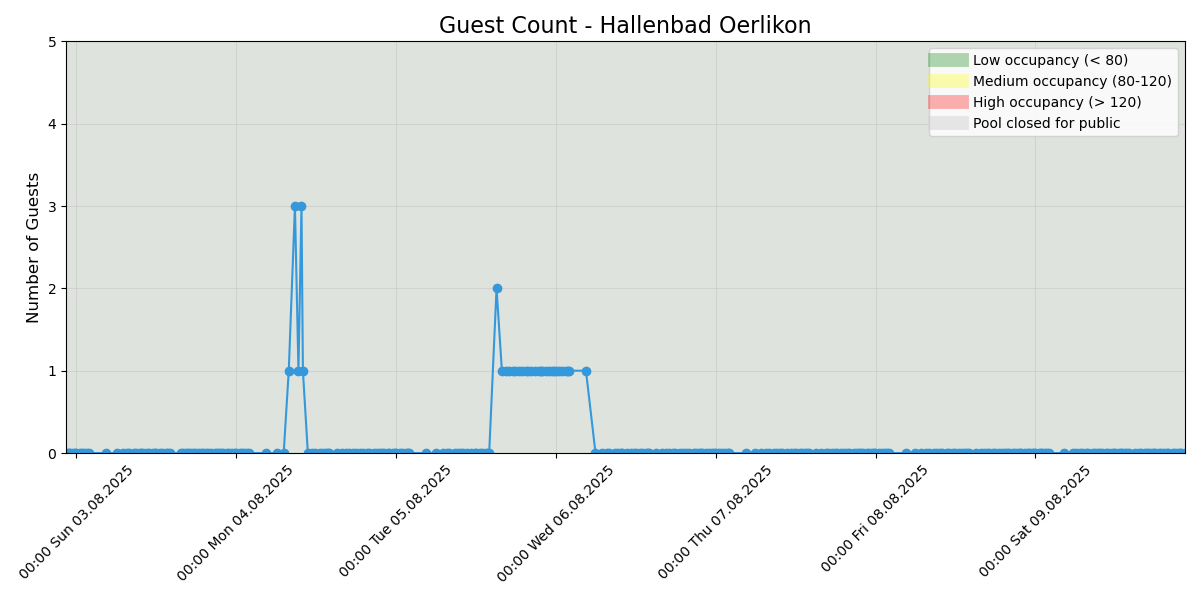 Guest Count - Hallenbad Oerlikon
5
4
3
2
1
0
Number of Guests
Low occupancy (< 80)
Medium occupancy (80-120)
High occupancy (> 120)
Pool closed for public
00:00 Sun 03.08.2025
00:00 Mon 04.08.2025
00:00 Tue 05.08.2025
00:00 Wed 06.08.2025
00:00 Thu 07.08.2025
00:00 Fri 08.08.2025
00:00 Sat 09.08.2025